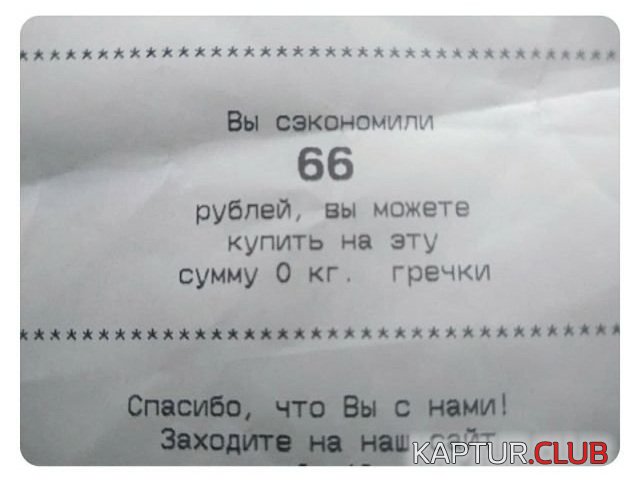 ************************************
Вы сэкономили
66
рублей, вы можете
купить на эту
сумму 0 кг. гречки
************************************
Спасибо, что Вы с нами!
Заходите на наш сайт
KAPTUR.CLUB